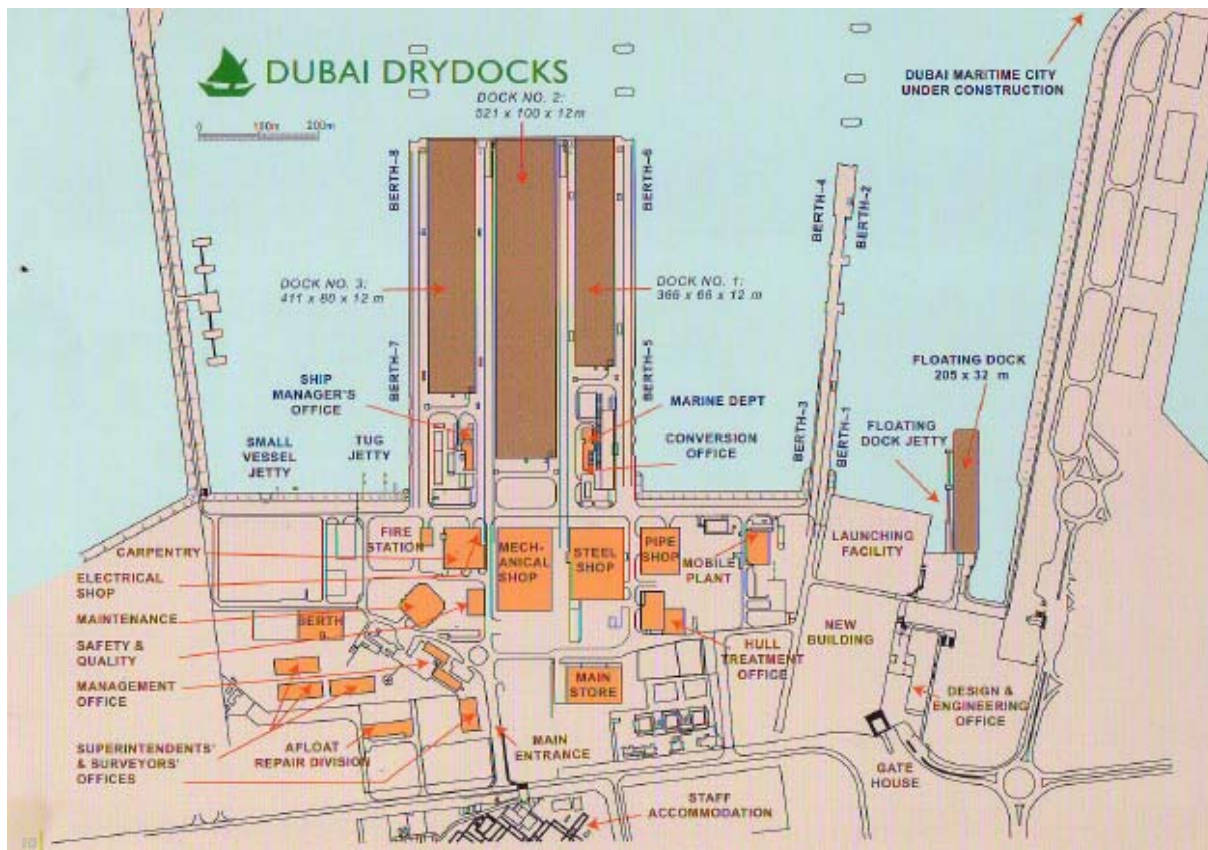 DUBAI DRYDOCKS
0 100m 200m
DOCK NO. 2:
521 x 100 x 12m
DUBAI MARITIME CITY
UNDER CONSTRUCTION
BERTH-8
BERTH-6
BERTH-4
BERTH-2
DOCK NO. 3:
411 x 80 x 12 m
DOCK NO. 1:
366 x 66 x 12 m
BERTH-7
BERTH-5
SHIP
MANAGER'S
OFFICE
MARINE DEPT
CONVERSION
OFFICE
FLOATING DOCK
205 x 32 m
FLOATING
DOCK JETTY
BERTH-3
BERTH-1
SMALL
VESSEL
JETTY
TUG
JETTY
CARPENTRY
FIRE
STATION
MECH-
ANICAL
SHOP
STEEL
SHOP
PIPE
SHOP
MOBILE
PLANT
LAUNCHING
FACILITY
ELECTRICAL
SHOP
MAINTENANCE
BERTH
9
SAFETY &
QUALITY
MANAGEMENT
OFFICE
HULL
TREATMENT
OFFICE
NEW
BUILDING
MAIN
STORE
DESIGN &
ENGINEERING
OFFICE
SUPERINTENDENTS'
& SURVEYORS'
OFFICES
AFLOAT
REPAIR DIVISION
MAIN
ENTRANCE
GATE
HOUSE
STAFF
ACCOMMODATION